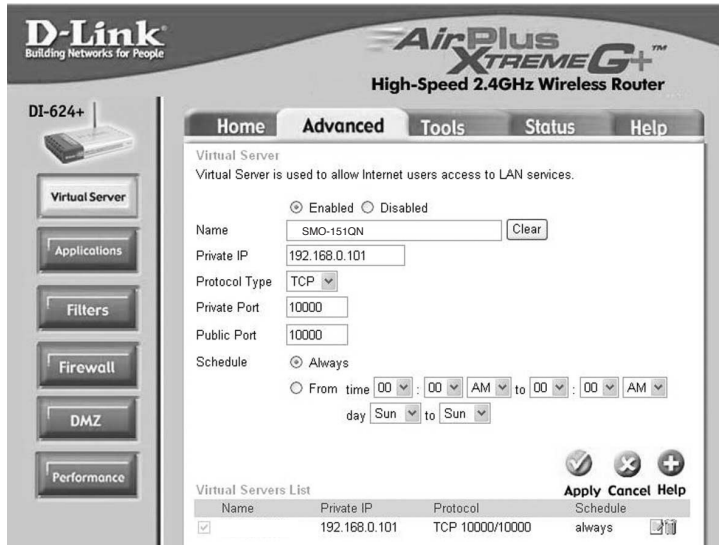 D-Link
Building Networks for People
AirPlus
XTREME G+™
High-Speed 2.4GHz Wireless Router
DI-624+
Home Advanced Tools Status Help
Virtual Server
Applications
Filters
Firewall
DMZ
Performance
Virtual Server
Virtual Server is used to allow Internet users access to LAN services.
Enabled Disabled
Name SMO-151QN Clear
Private IP 192.168.0.101
Protocol Type TCP
Private Port 10000
Public Port 10000
Schedule Always
From time 00 : 00 AM to 00 : 00 AM
day Sun to Sun
Apply Cancel Help
Virtual Servers List
Name Private IP Protocol Schedule
192.168.0.101 TCP 10000/10000 always